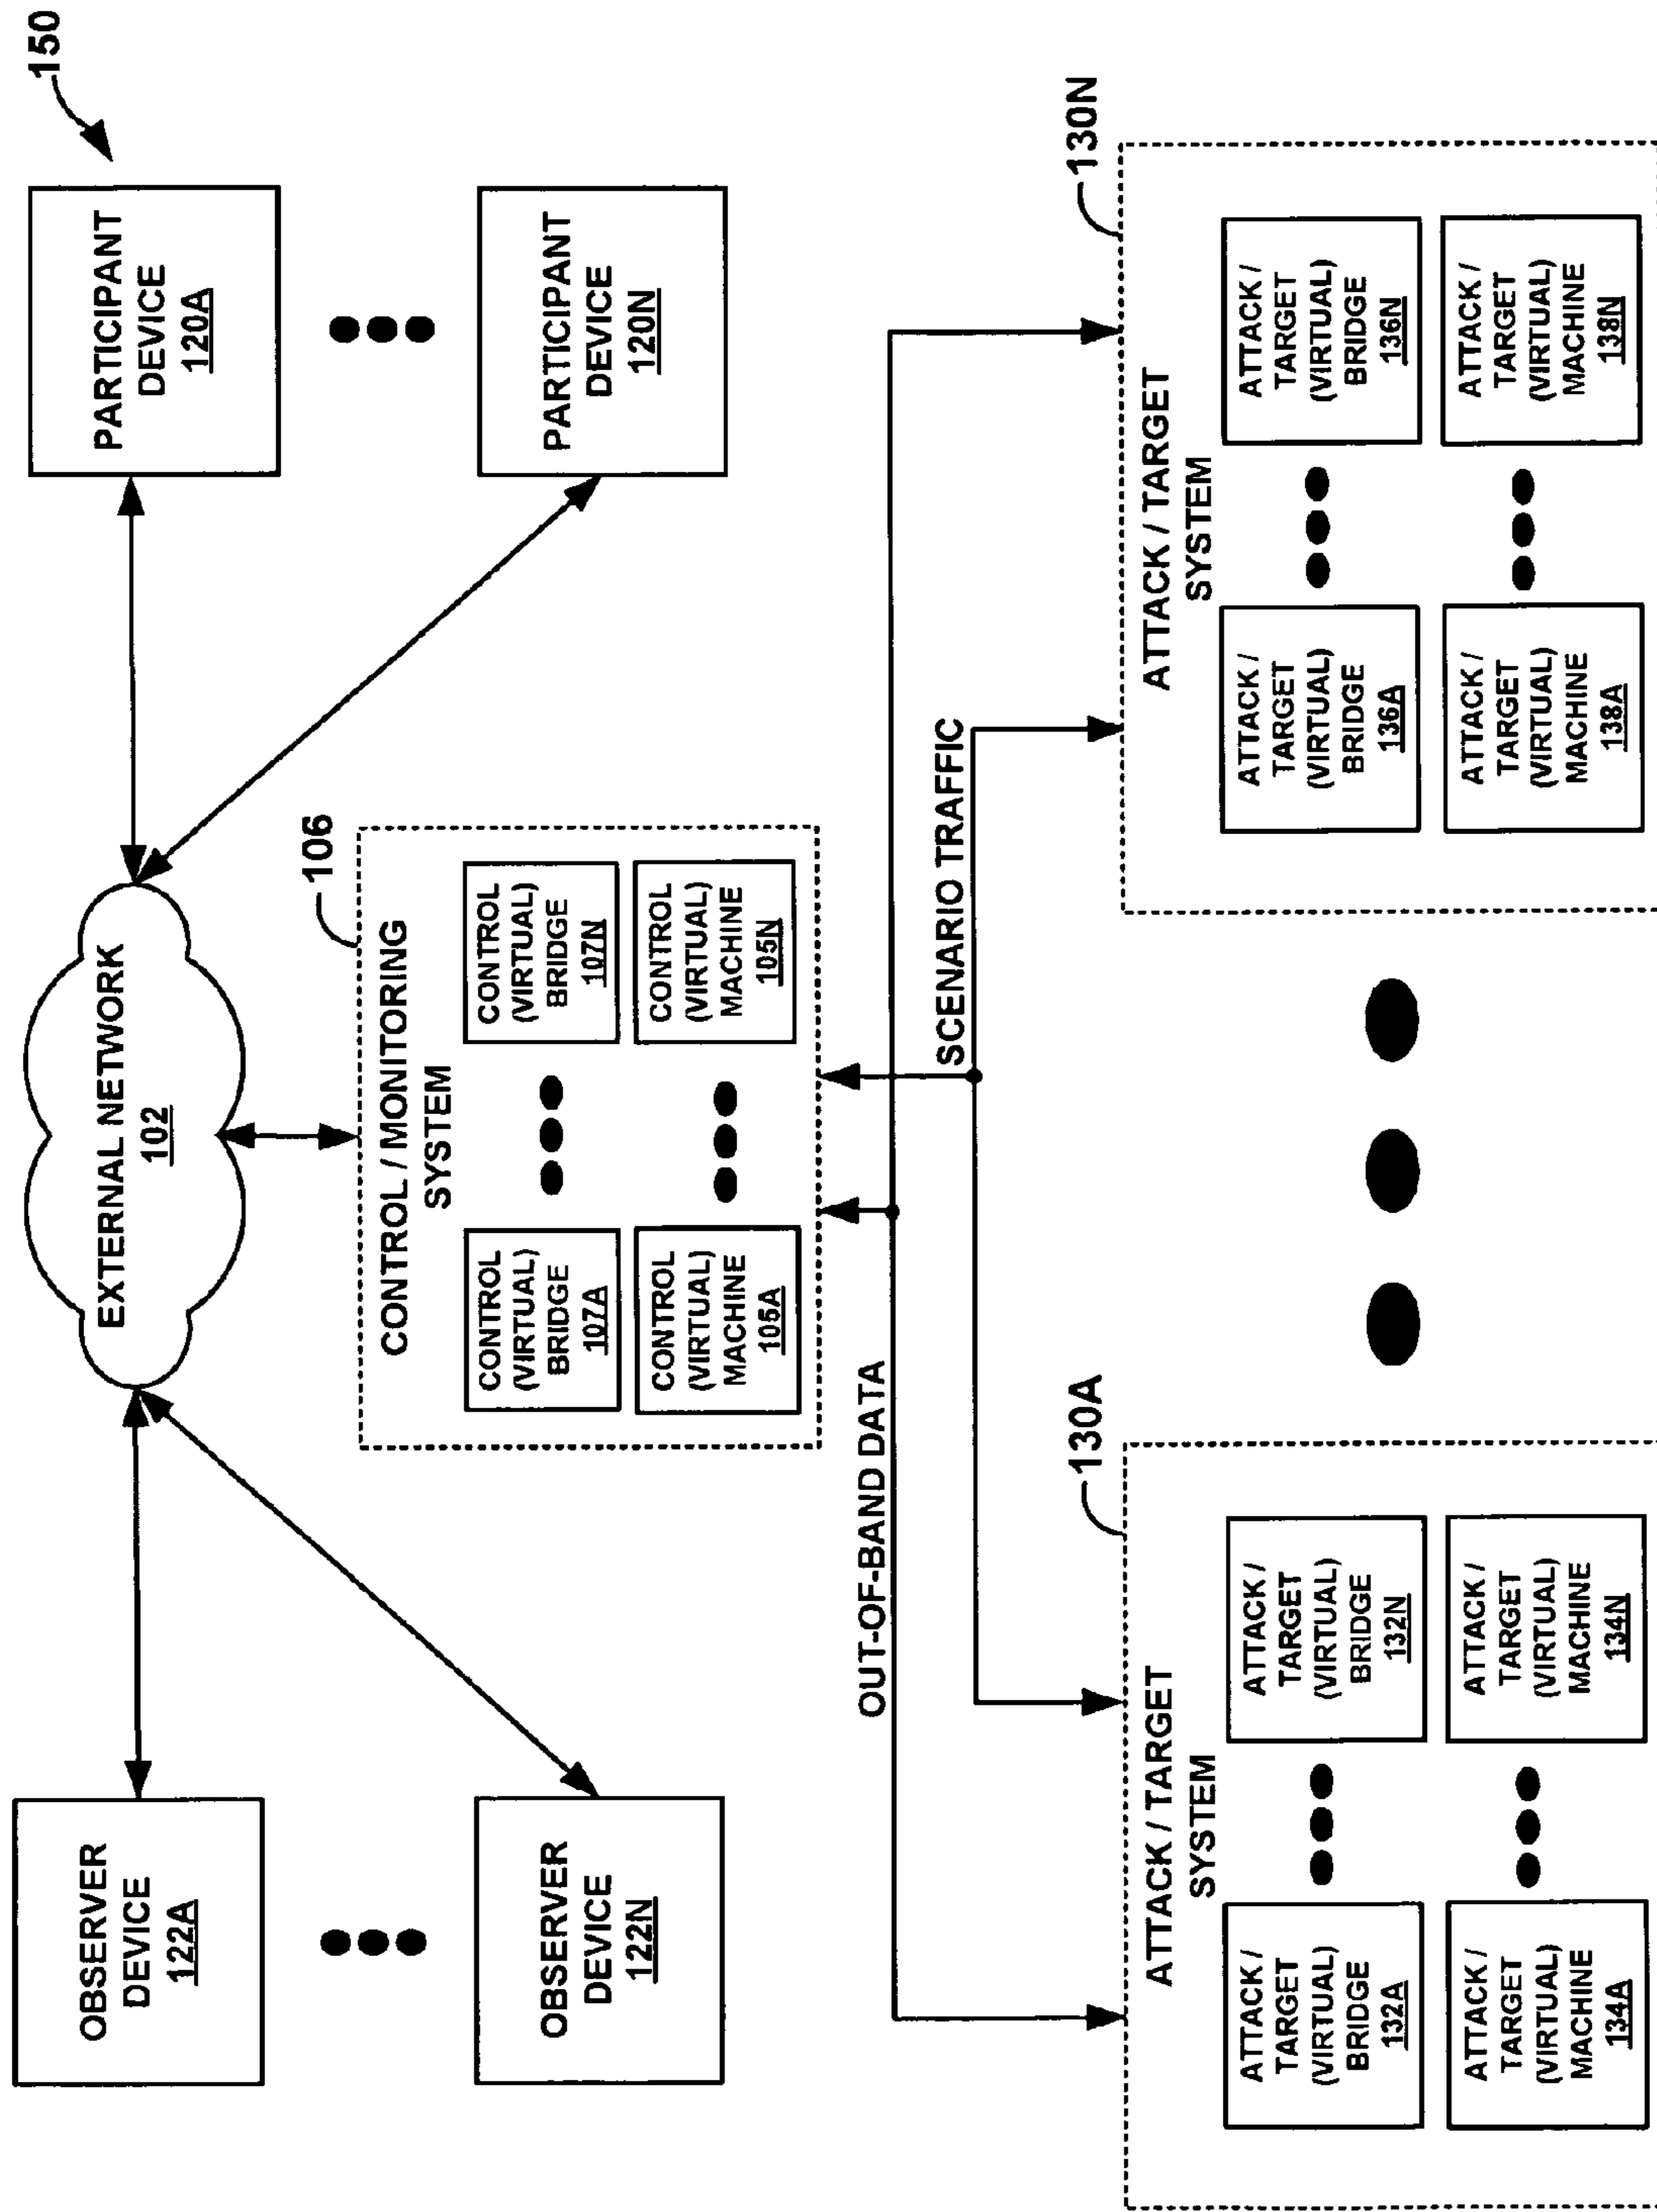 150
OBSERVER
DEVICE
122A
OBSERVER
DEVICE
122N
EXTERNAL NETWORK
102
PARTICIPANT
DEVICE
120A
PARTICIPANT
DEVICE
120N
106
CONTROL / MONITORING
SYSTEM
CONTROL
(VIRTUAL)
BRIDGE
107A
CONTROL
(VIRTUAL)
BRIDGE
107N
CONTROL
(VIRTUAL)
MACHINE
105A
CONTROL
(VIRTUAL)
MACHINE
105N
OUT-OF-BAND DATA
SCENARIO TRAFFIC
130A
ATTACK / TARGET
SYSTEM
ATTACK /
TARGET
(VIRTUAL)
BRIDGE
132A
ATTACK /
TARGET
(VIRTUAL)
BRIDGE
132N
ATTACK /
TARGET
(VIRTUAL)
MACHINE
134A
ATTACK /
TARGET
(VIRTUAL)
MACHINE
134N
130N
ATTACK / TARGET
SYSTEM
ATTACK /
TARGET
(VIRTUAL)
BRIDGE
136A
ATTACK /
TARGET
(VIRTUAL)
BRIDGE
136N
ATTACK /
TARGET
(VIRTUAL)
MACHINE
138A
ATTACK /
TARGET
(VIRTUAL)
MACHINE
138N